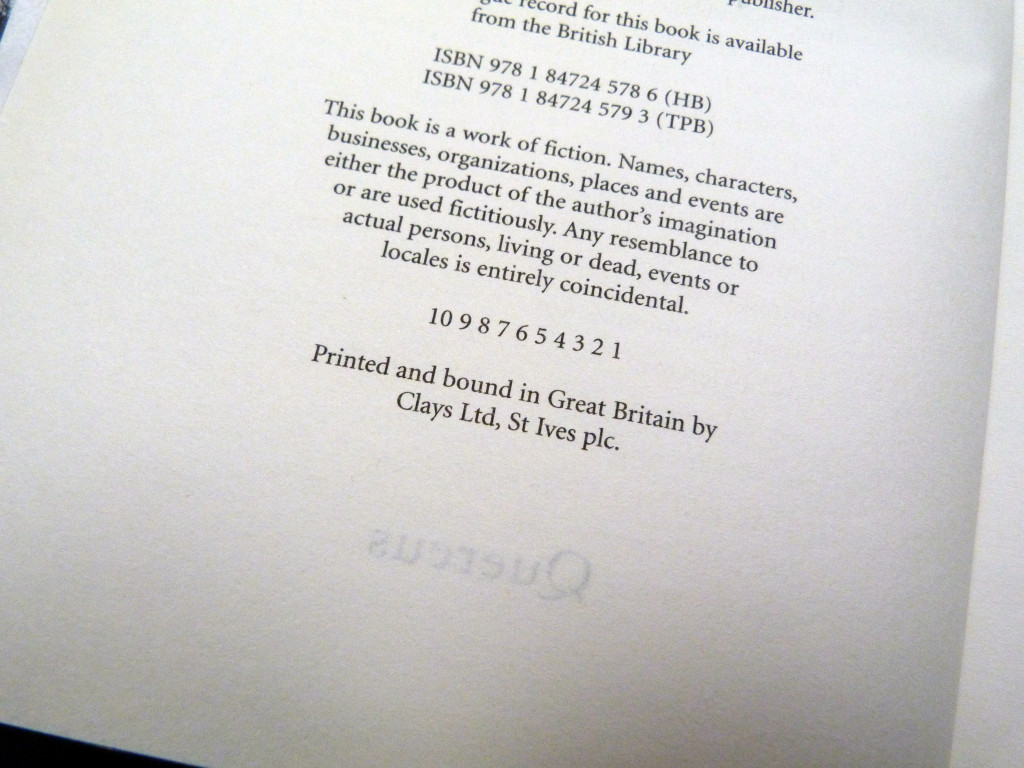 publisher.
record for this book is available
from the British Library
ISBN 978 1 84724 578 6 (HB)
ISBN 978 1 84724 579 3 (TPB)
This book is a work of fiction. Names, characters,
businesses, organizations, places and events are
either the product of the author's imagination
or are used fictitiously. Any resemblance to
actual persons, living or dead, events or
locales is entirely coincidental.
10 9 8 7 6 5 4 3 2 1
Printed and bound in Great Britain by
Clays Ltd, St Ives plc.
Quercus